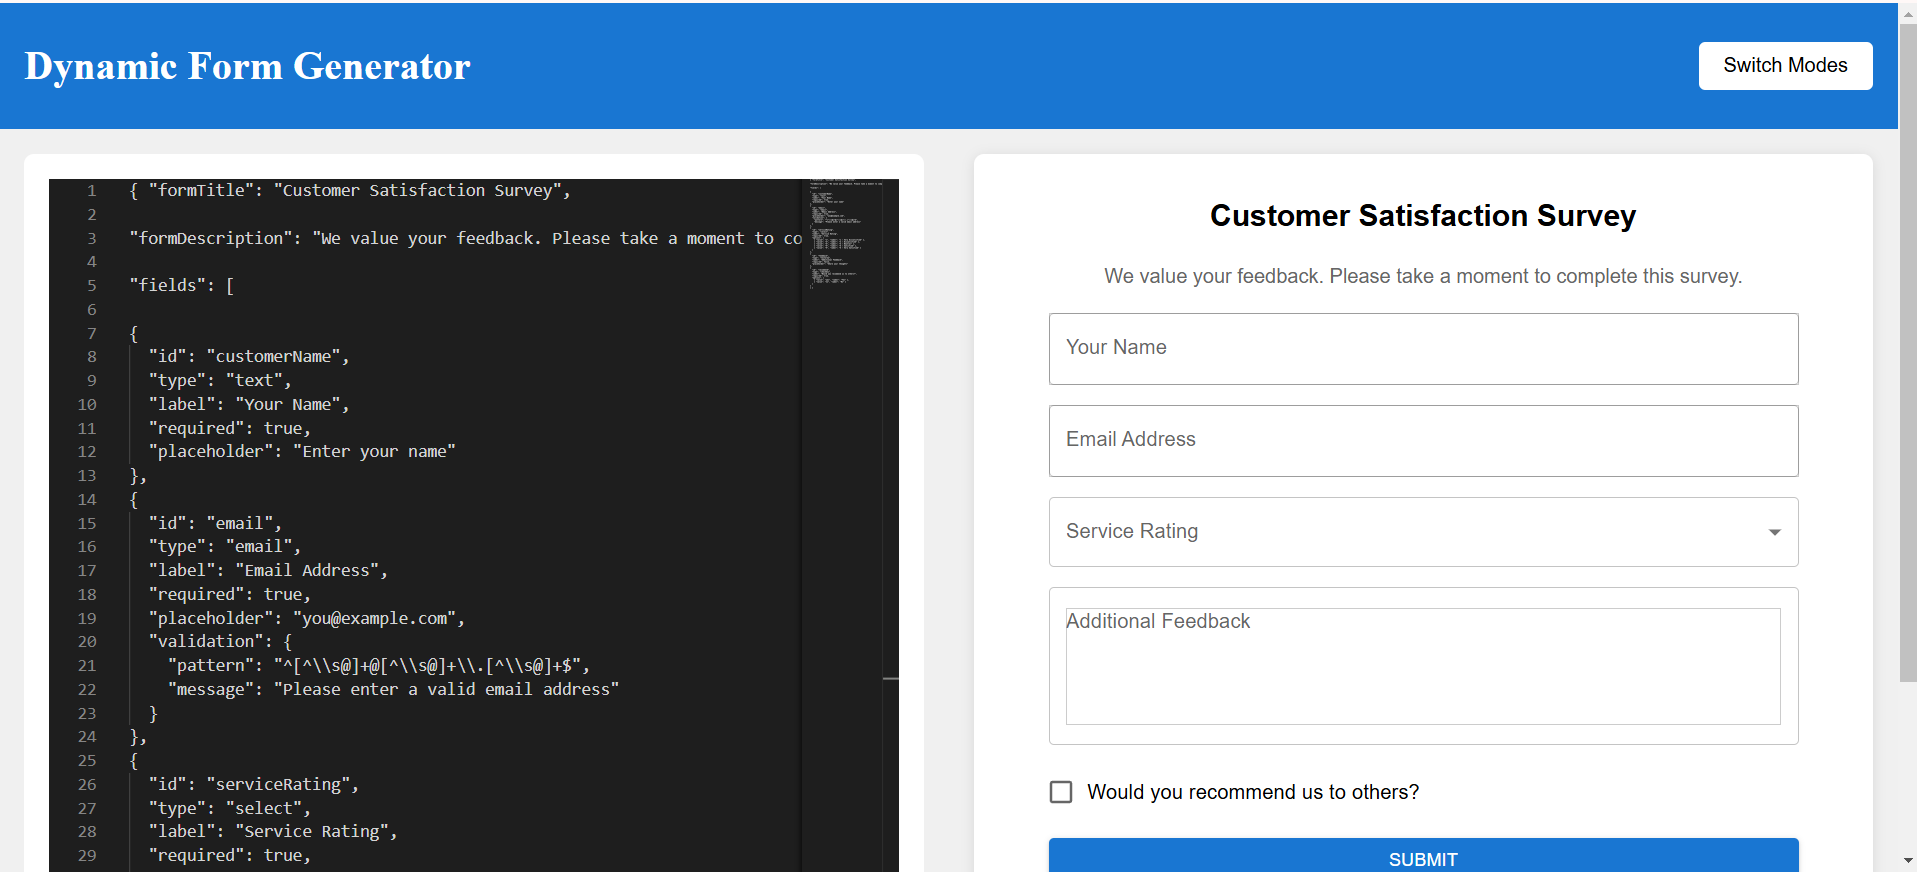 Dynamic Form Generator
Switch Modes
1 { "formTitle": "Customer Satisfaction Survey",
2
3 "formDescription": "We value your feedback. Please take a moment to co
4
5 "fields": [
6
7 {
8 "id": "customerName",
9 "type": "text",
10 "label": "Your Name",
11 "required": true,
12 "placeholder": "Enter your name"
13 },
14 {
15 "id": "email",
16 "type": "email",
17 "label": "Email Address",
18 "required": true,
19 "placeholder": "you@example.com",
20 "validation": {
21 "pattern": "^[^\\s@]+@[^\\s@]+\\.[^\\s@]+$",
22 "message": "Please enter a valid email address"
23 }
24 },
25 {
26 "id": "serviceRating",
27 "type": "select",
28 "label": "Service Rating",
29 "required": true,
Customer Satisfaction Survey
We value your feedback. Please take a moment to complete this survey.
Your Name
Email Address
Service Rating
Additional Feedback
Would you recommend us to others?
SUBMIT